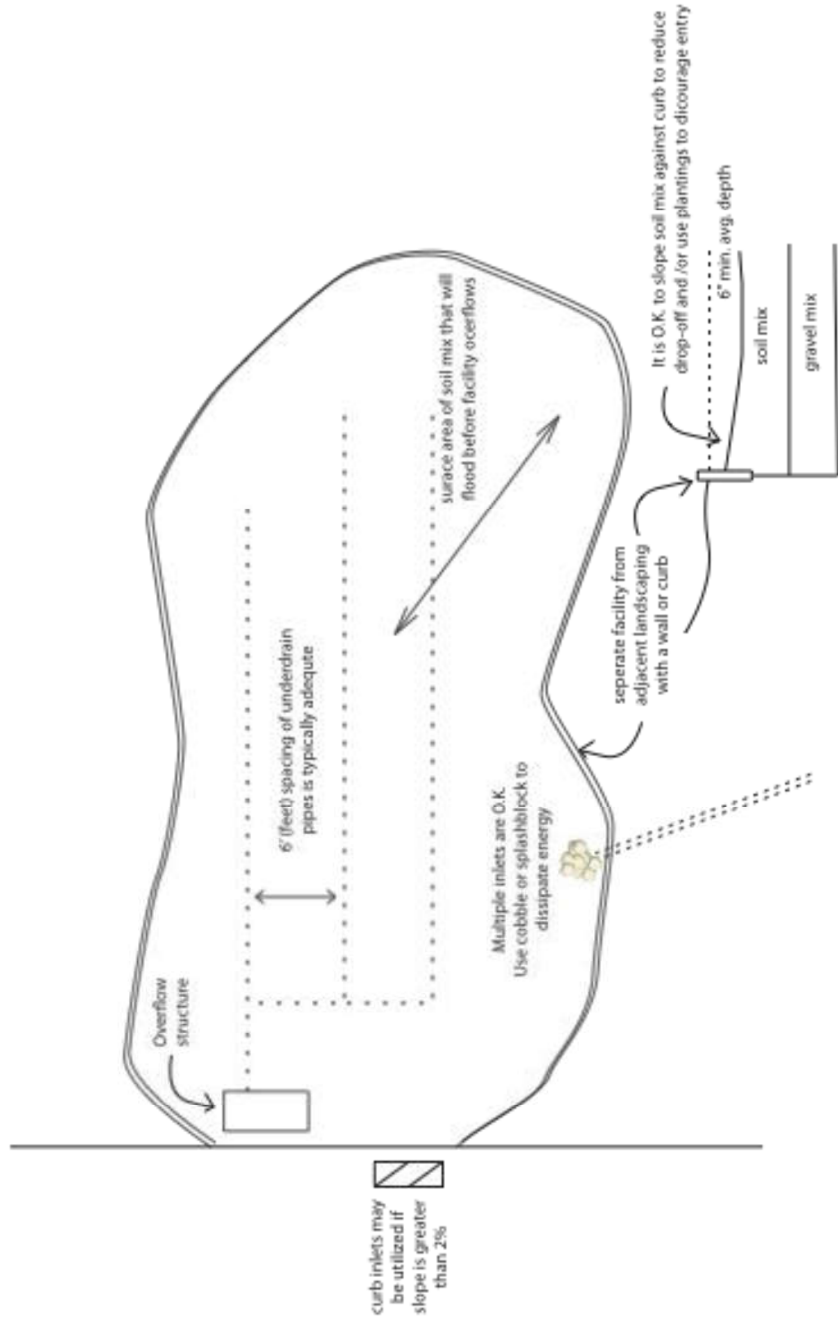 curb inlets may
be utilized if
slope is greater
than 2%
Overflow
structure
6' (feet) spacing of underdrain
pipes is typically adequte
surace area of soil mix that will
flood before facility ocerflows
Multiple inlets are O.K.
Use cobble or splashblock to
dissipate energy
seperate facility from
adjacent landscaping
with a wall or curb
It is O.K. to slope soil mix against curb to reduce
drop-off and /or use plantings to dicourage entry
6" min. avg. depth
soil mix
gravel mix